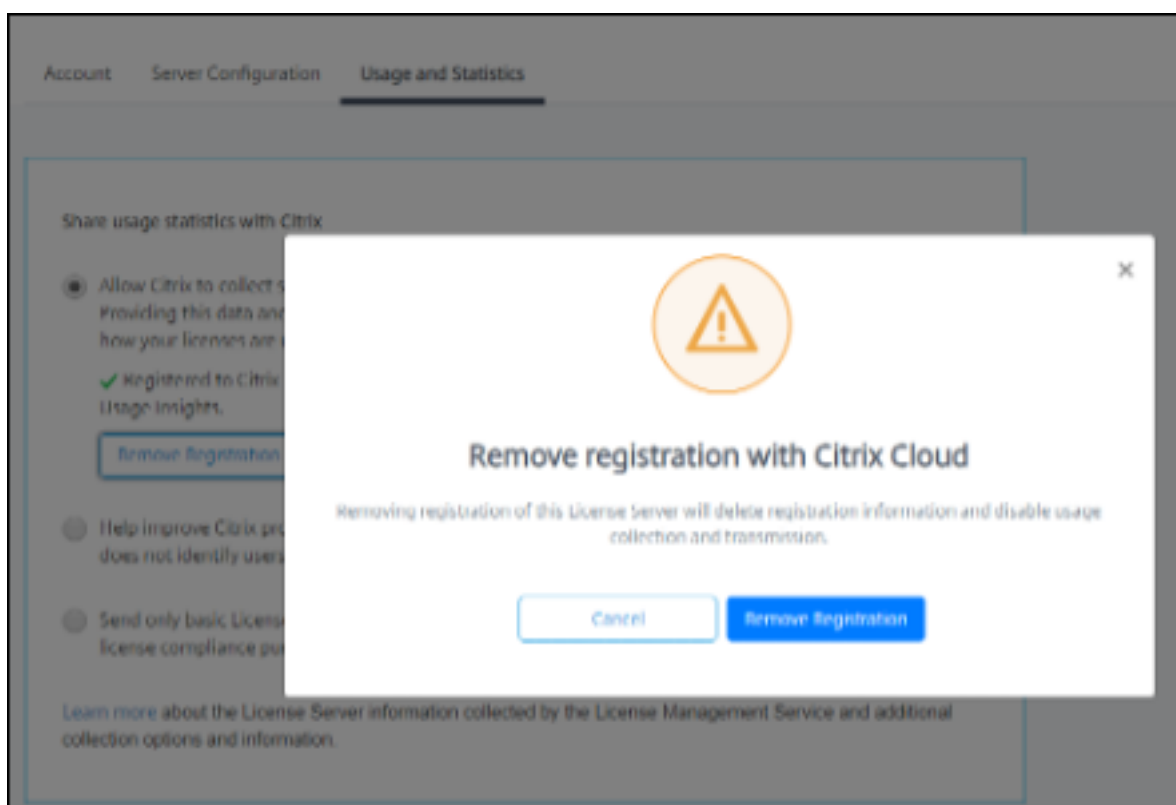 Account Server Configuration Usage and Statistics
Share usage statistics with Citrix
Allow Citrix to collect s
Providing this data and
how your licenses are
✓ Registered to Citrix
Usage Insights.
Remove Registration
Help improve Citrix pro
does not identify users
Send only basic Licens
license compliance pu
Learn more about the License Server information collected by the License Management Service and additional
collection options and information.
×
Remove registration with Citrix Cloud
Removing registration of this License Server will delete registration information and disable usage
collection and transmission.
Cancel Remove Registration